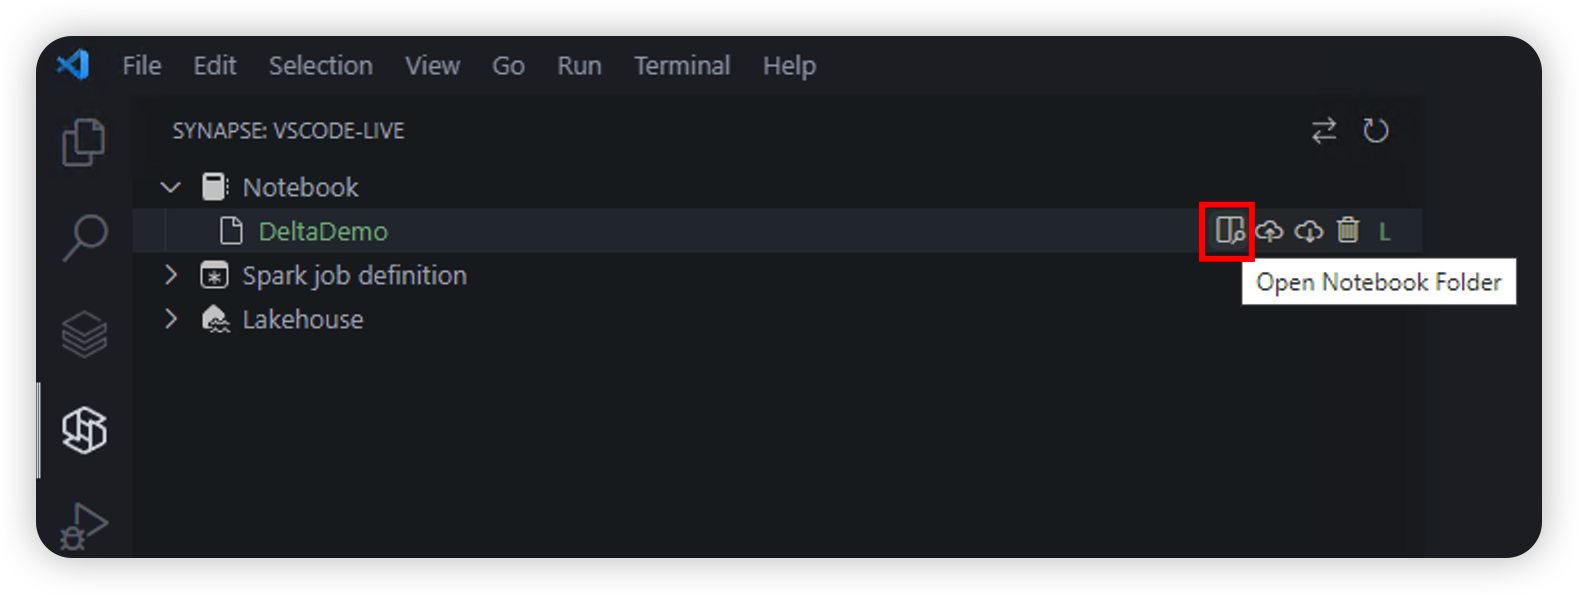 File Edit Selection View Go Run Terminal Help
SYNAPSE: VSCODE-LIVE
Notebook
DeltaDemo L
Spark job definition
Open Notebook Folder
Lakehouse